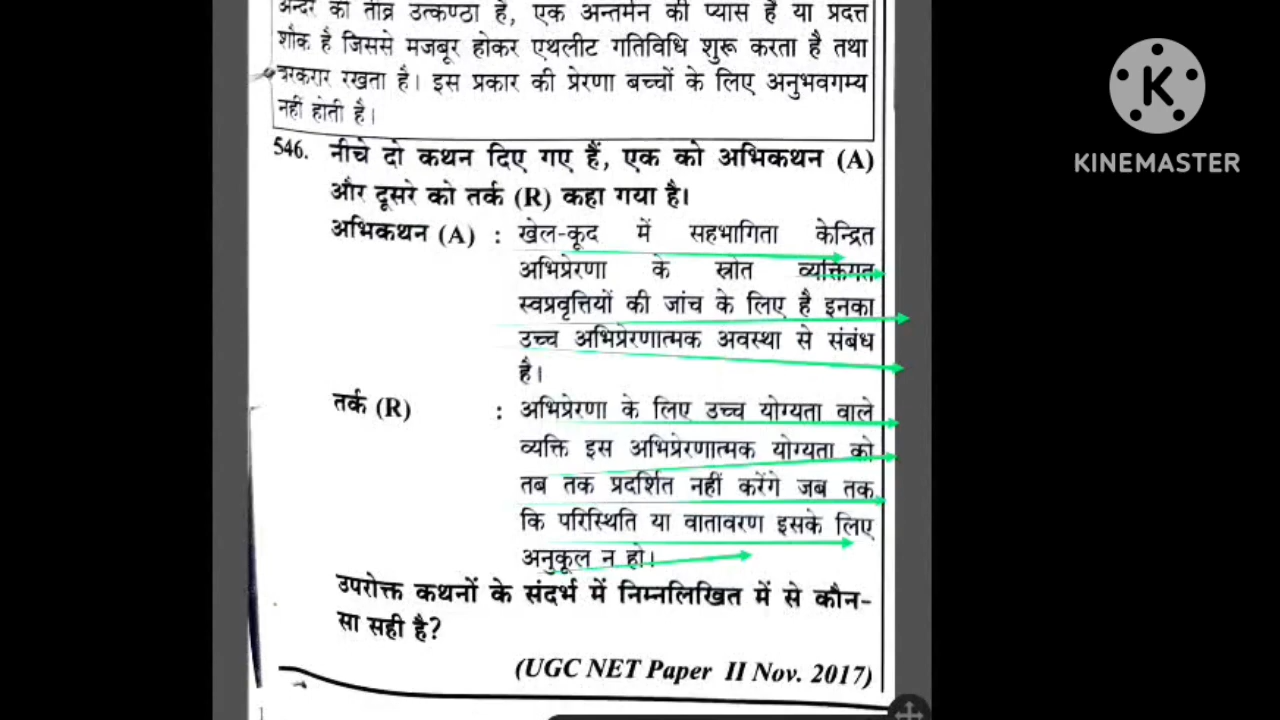 अन्दर की तीव्र उत्कण्ठा है, एक अन्तर्मन की प्यास है या प्रदत्त
शौक है जिससे मजबूर होकर एथलीट गतिविधि शुरू करता है तथा
बरकरार रखता है। इस प्रकार की प्रेरणा बच्चों के लिए अनुभवगम्य
नहीं होती है।
546. नीचे दो कथन दिए गए हैं, एक को अभिकथन (A)
और दूसरे को तर्क (R) कहा गया है।
अभिकथन (A) : खेल-कूद में सहभागिता केन्द्रित
अभिप्रेरणा के स्रोत व्यक्तिगत
स्वप्रवृत्तियों की जांच के लिए है इनका
उच्च अभिप्रेरणात्मक अवस्था से संबंध
है।
तर्क (R) : अभिप्रेरणा के लिए उच्च योग्यता वाले
व्यक्ति इस अभिप्रेरणात्मक योग्यता को
तब तक प्रदर्शित नहीं करेंगे जब तक
कि परिस्थिति या वातावरण इसके लिए
अनुकूल न हो।
उपरोक्त कथनों के संदर्भ में निम्नलिखित में से कौन-
सा सही है?
(UGC NET Paper II Nov. 2017)
K
KINEMASTER